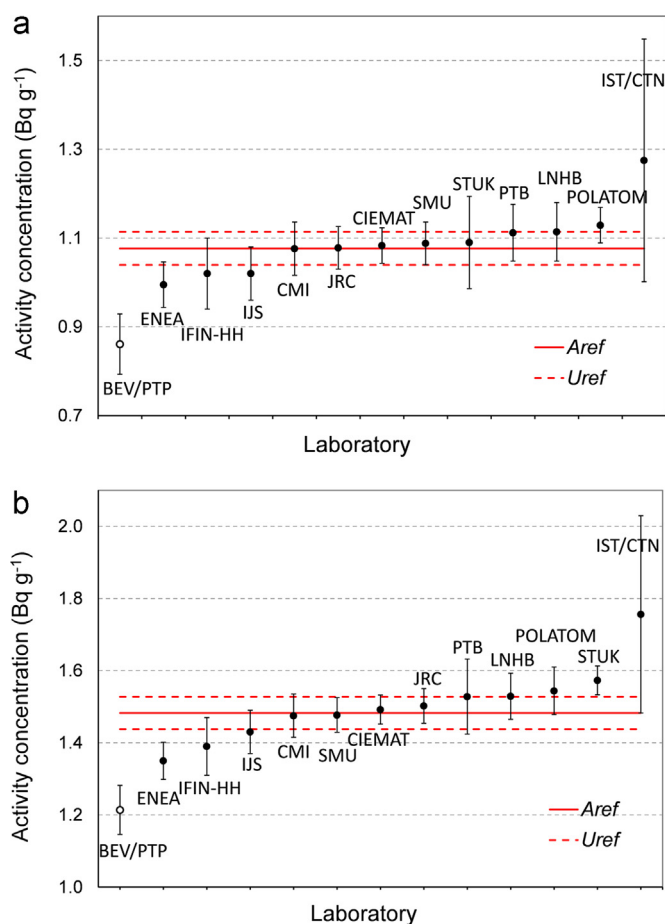 a
Activity concentration (Bq g⁻¹)
1.5
1.3
1.1
0.9
0.7
IST/CTN
POLATOM
LNHB
PTB
STUK
SMU
CIEMAT
JRC
CMI
IJS
IFIN-HH
ENEA
BEV/PTP
Aref
Uref
Laboratory
b
Activity concentration (Bq g⁻¹)
2.0
1.8
1.6
1.4
1.2
1.0
IST/CTN
POLATOM
STUK
LNHB
PTB
JRC
CIEMAT
SMU
CMI
IJS
IFIN-HH
ENEA
BEV/PTP
Aref
Uref
Laboratory